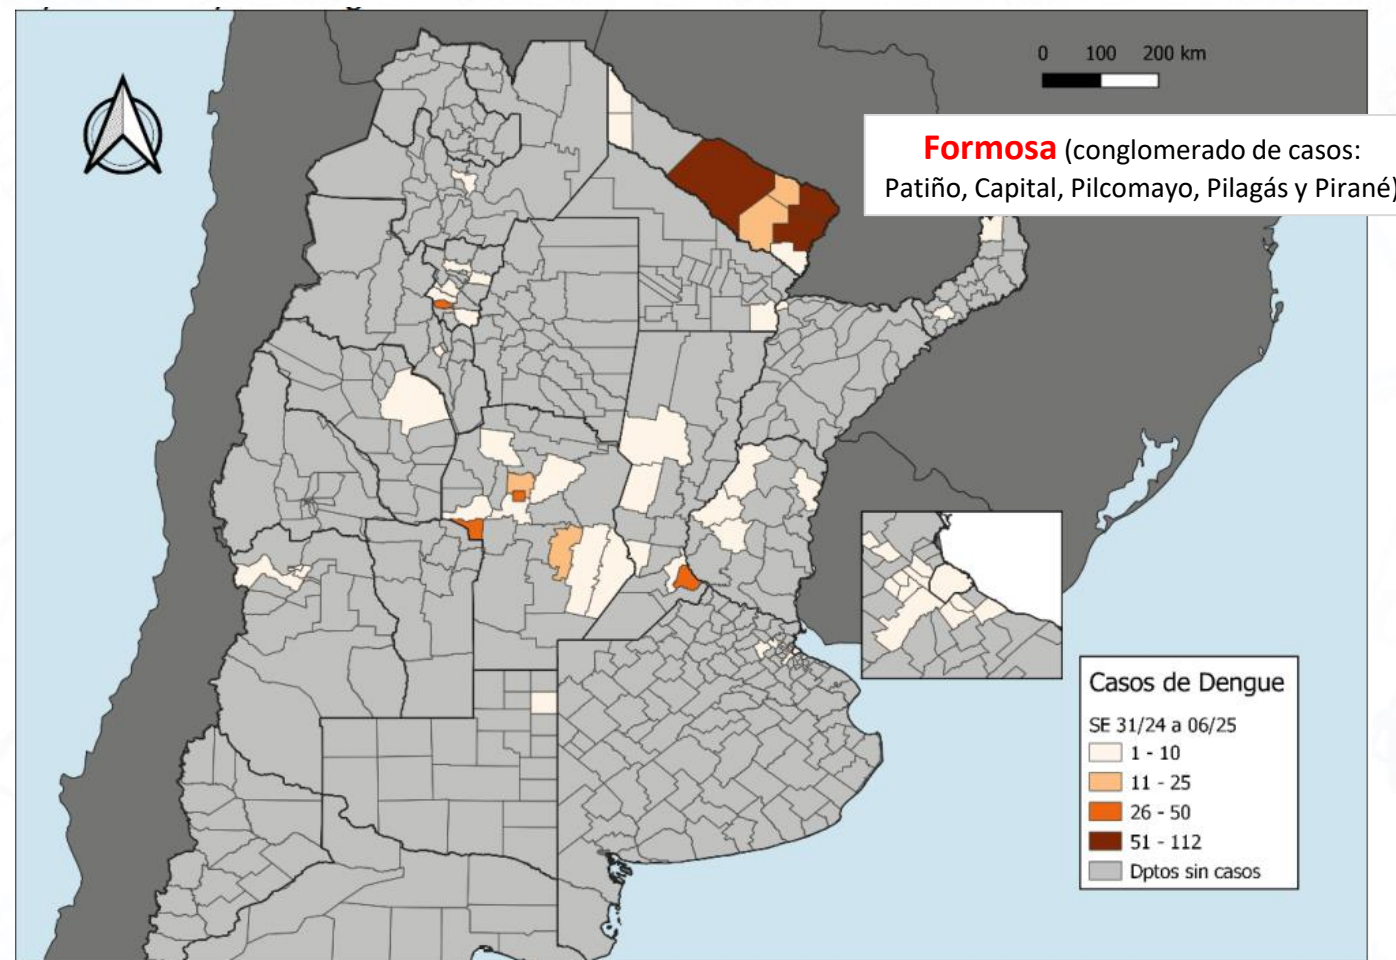 0 100 200 km
Formosa (conglomerado de casos:
Patiño, Capital, Pilcomayo, Pilagás y Pirané)
Casos de Dengue
SE 31/24 a 06/25
1 - 10
11 - 25
26 - 50
51 - 112
Dptos sin casos